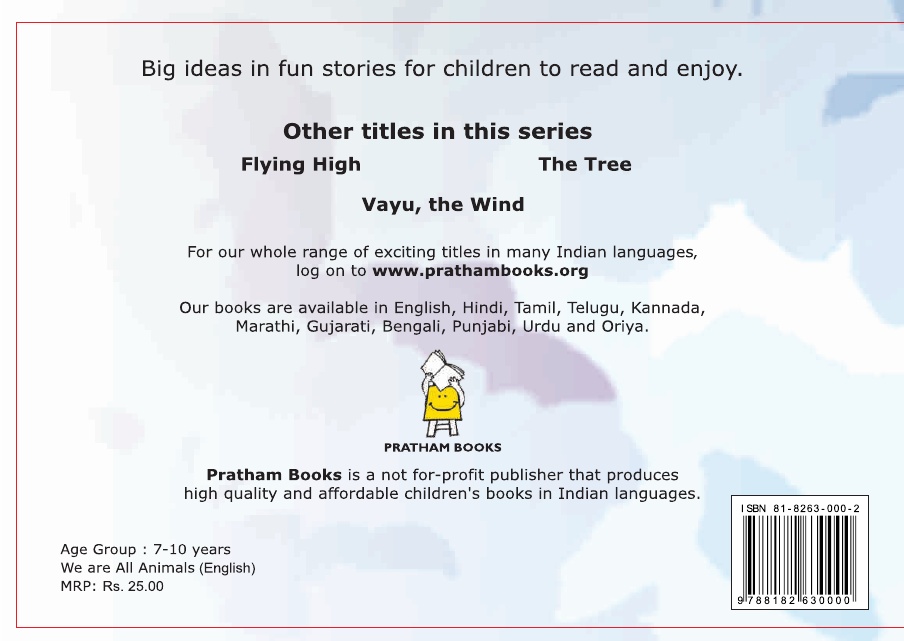 Big ideas in fun stories for children to read and enjoy.
Other titles in this series
Flying High The Tree
Vayu, the Wind
For our whole range of exciting titles in many Indian languages,
log on to www.prathambooks.org
Our books are available in English, Hindi, Tamil, Telugu, Kannada,
Marathi, Gujarati, Bengali, Punjabi, Urdu and Oriya.
PRATHAM BOOKS
Pratham Books is a not for-profit publisher that produces
high quality and affordable children's books in Indian languages.
Age Group : 7-10 years
We are All Animals (English)
MRP: Rs. 25.00
ISBN 81-8263-000-2
9 788182 630000